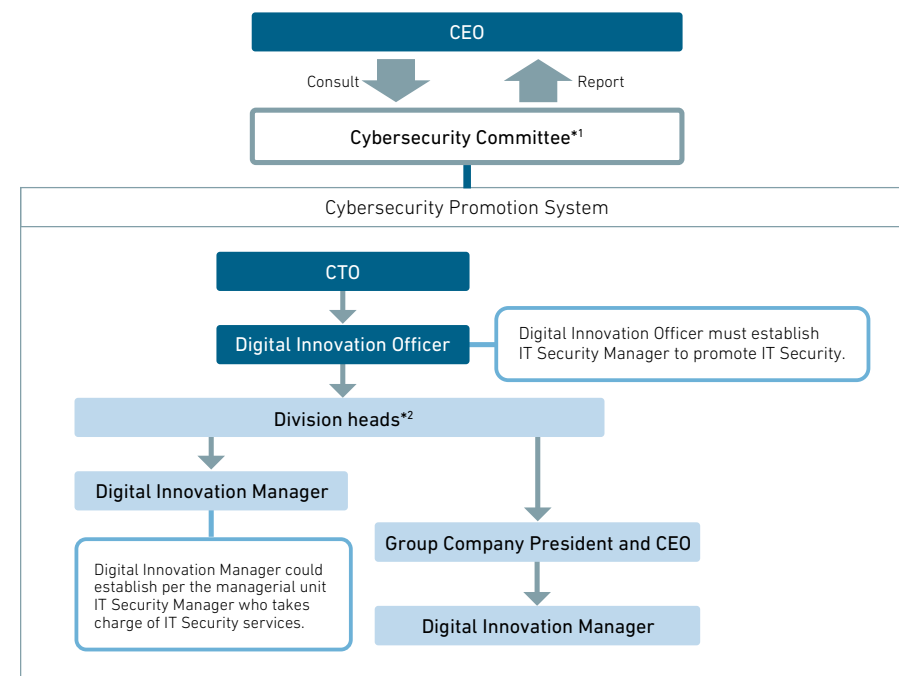 CEO
Consult
Report
Cybersecurity Committee*1
Cybersecurity Promotion System
CTO
Digital Innovation Officer
Digital Innovation Officer must establish
IT Security Manager to promote IT Security.
Division heads*2
Digital Innovation Manager
Digital Innovation Manager could
establish per the managerial unit
IT Security Manager who takes
charge of IT Security services.
Group Company President and CEO
Digital Innovation Manager